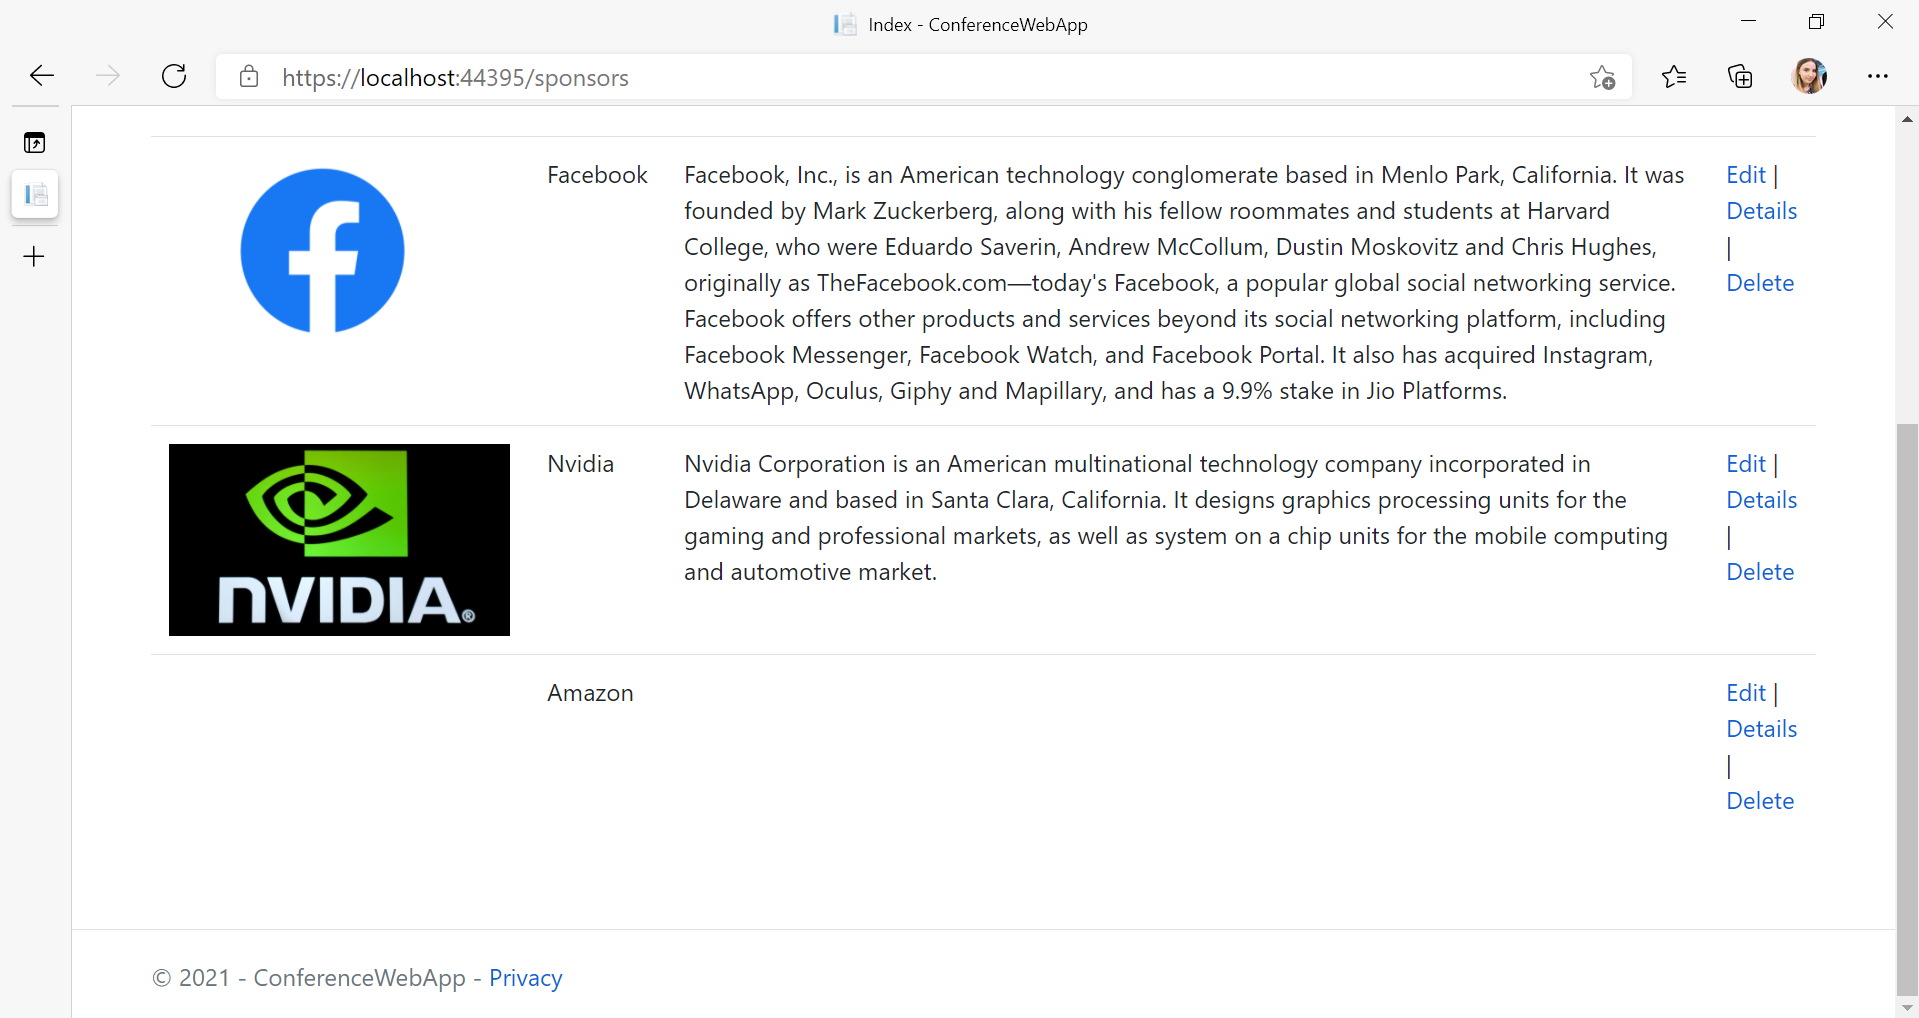 Index - ConferenceWebApp
https://localhost:44395/sponsors
Facebook
Facebook, Inc., is an American technology conglomerate based in Menlo Park, California. It was
founded by Mark Zuckerberg, along with his fellow roommates and students at Harvard
College, who were Eduardo Saverin, Andrew McCollum, Dustin Moskovitz and Chris Hughes,
originally as TheFacebook.com—today's Facebook, a popular global social networking service.
Facebook offers other products and services beyond its social networking platform, including
Facebook Messenger, Facebook Watch, and Facebook Portal. It also has acquired Instagram,
WhatsApp, Oculus, Giphy and Mapillary, and has a 9.9% stake in Jio Platforms.
Edit |
Details
|
Delete
NVIDIA®
Nvidia
Nvidia Corporation is an American multinational technology company incorporated in
Delaware and based in Santa Clara, California. It designs graphics processing units for the
gaming and professional markets, as well as system on a chip units for the mobile computing
and automotive market.
Edit |
Details
|
Delete
Amazon
Edit |
Details
|
Delete
© 2021 - ConferenceWebApp - Privacy